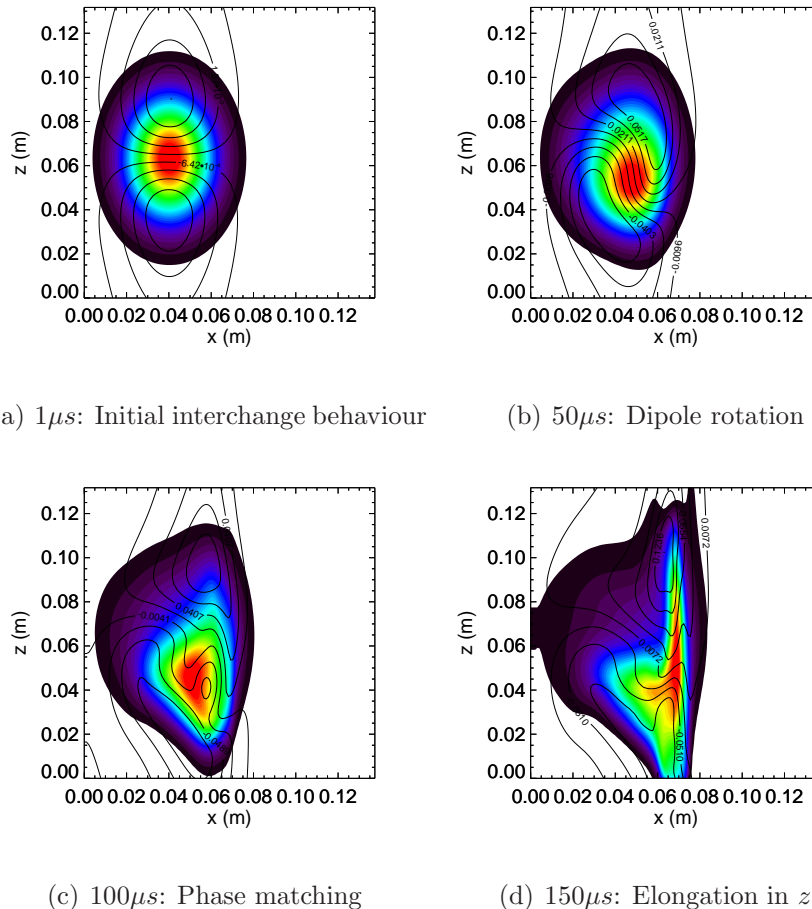 0.12
0.10
0.08
0.06
0.04
0.02
0.00
z (m)
0.00 0.02 0.04 0.06 0.08 0.10 0.12
x (m)
-6.42•10
0.12
0.10
0.08
0.06
0.04
0.02
0.00
z (m)
0.00 0.02 0.04 0.06 0.08 0.10 0.12
x (m)
0.0211
0.0517
0.0211
-0.0403
-0.0096
a) 1μs: Initial interchange behaviour
(b) 50μs: Dipole rotation
0.12
0.10
0.08
0.06
0.04
0.02
0.00
z (m)
0.00 0.02 0.04 0.06 0.08 0.10 0.12
x (m)
-0.0041
0.0407
0.12
0.10
0.08
0.06
0.04
0.02
0.00
z (m)
0.00 0.02 0.04 0.06 0.08 0.10 0.12
x (m)
0.0072
0.1236
0.0072
-0.0510
(c) 100μs: Phase matching
(d) 150μs: Elongation in z